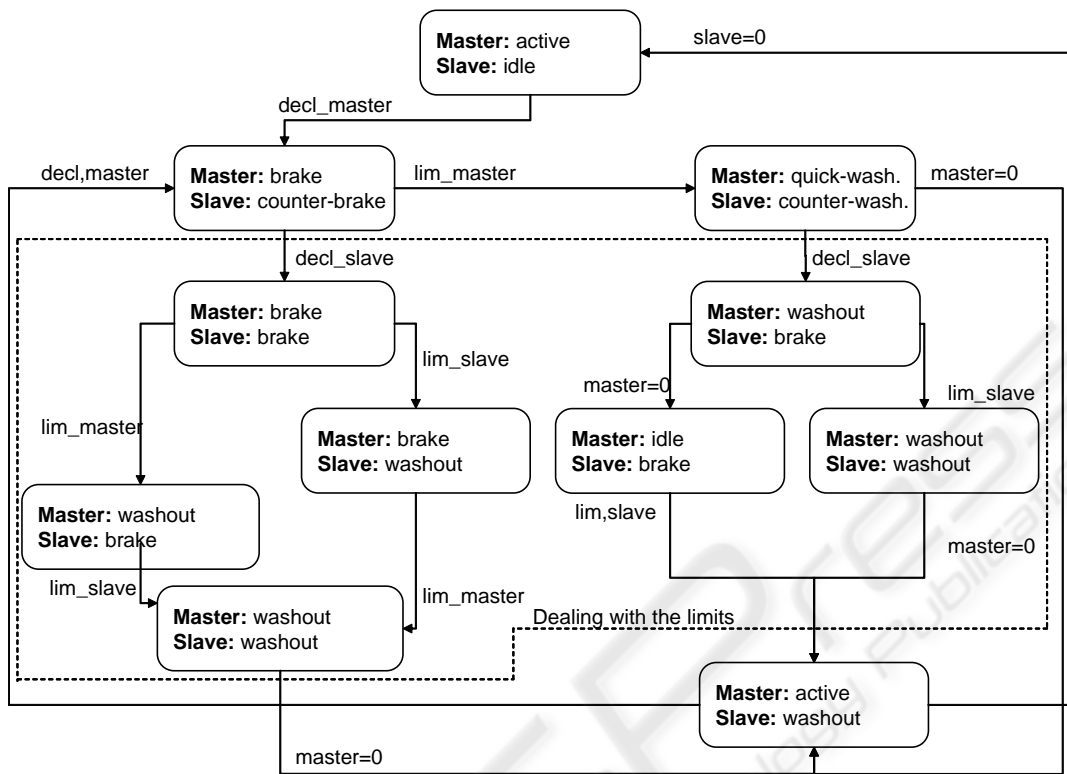 slave=0
Master: active
Slave: idle
decl_master
decl,master
Master: brake
Slave: counter-brake
lim_master
Master: quick-wash.
Slave: counter-wash.
master=0
decl_slave
decl_slave
Master: brake
Slave: brake
Master: washout
Slave: brake
lim_slave
master=0
lim_slave
lim_master
Master: brake
Slave: washout
Master: idle
Slave: brake
Master: washout
Slave: washout
Master: washout
Slave: brake
lim,slave
master=0
lim_slave
lim_master
Master: washout
Slave: washout
Dealing with the limits
Master: active
Slave: washout
master=0